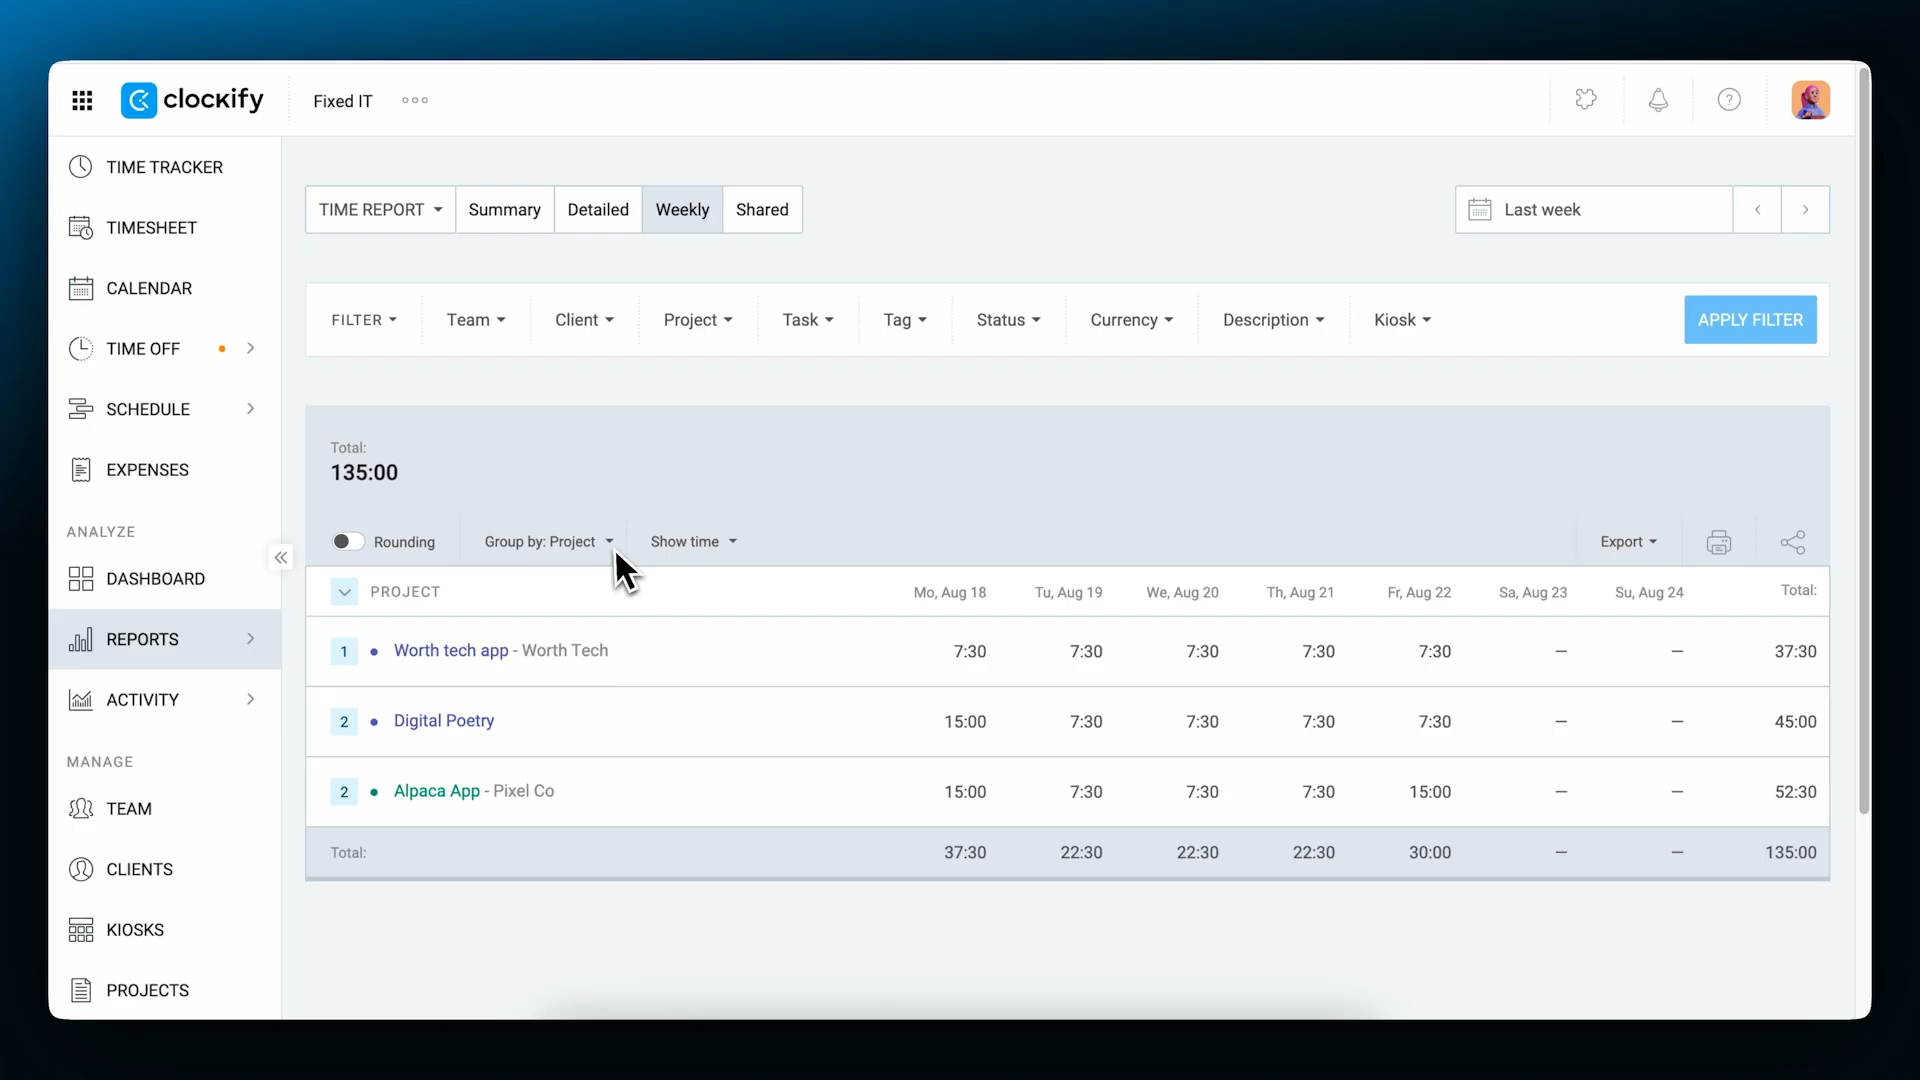 clockify
Fixed IT
TIME TRACKER
TIMESHEET
CALENDAR
TIME OFF
SCHEDULE
EXPENSES
ANALYZE
DASHBOARD
REPORTS
ACTIVITY
MANAGE
TEAM
CLIENTS
KIOSKS
PROJECTS
TIME REPORT Summary Detailed Weekly Shared
Last week
FILTER Team Client Project Task Tag Status Currency Description Kiosk APPLY FILTER
Total:
135:00
Rounding Group by: Project Show time Export
PROJECT Mo, Aug 18 Tu, Aug 19 We, Aug 20 Th, Aug 21 Fr, Aug 22 Sa, Aug 23 Su, Aug 24 Total:
1 Worth tech app - Worth Tech 7:30 7:30 7:30 7:30 7:30 – – 37:30
2 Digital Poetry 15:00 7:30 7:30 7:30 7:30 – – 45:00
2 Alpaca App - Pixel Co 15:00 7:30 7:30 7:30 15:00 – – 52:30
Total: 37:30 22:30 22:30 22:30 30:00 – – 135:00